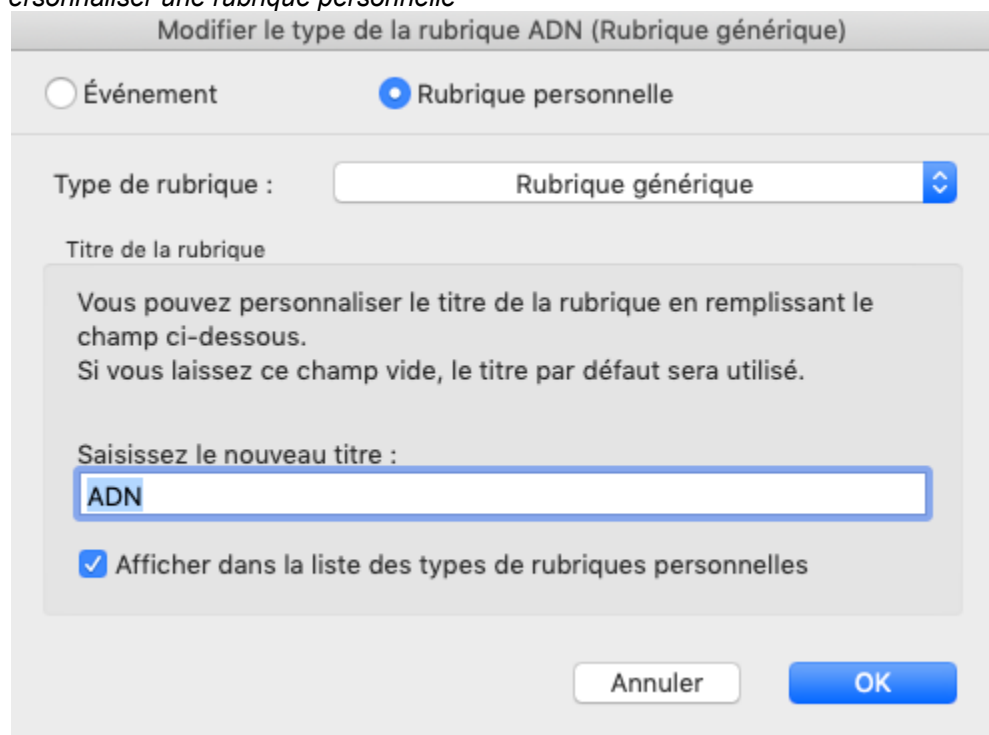 ersonnaliser une rubrique personnelle
Modifier le type de la rubrique ADN (Rubrique générique)
Événement
Rubrique personnelle
Type de rubrique :
Rubrique générique
Titre de la rubrique
Vous pouvez personnaliser le titre de la rubrique en remplissant le
champ ci-dessous.
Si vous laissez ce champ vide, le titre par défaut sera utilisé.
Saisissez le nouveau titre :
ADN
Afficher dans la liste des types de rubriques personnelles
Annuler
OK